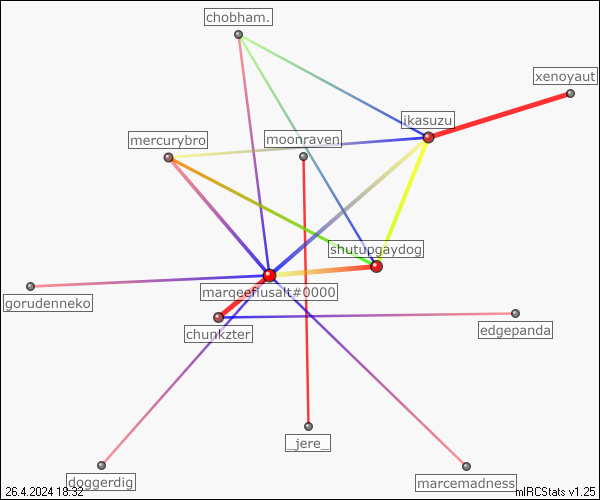 chobham.
xenoyaut
ikasuzu
mercurybro
moonraven
shutupgaydog
marqeefiusalt#0000
gorudenneko
chunkzter
edgepanda
_jere_
doggerdig
marcemadness
26.4.2024 18:32
mIRCStats v1.25